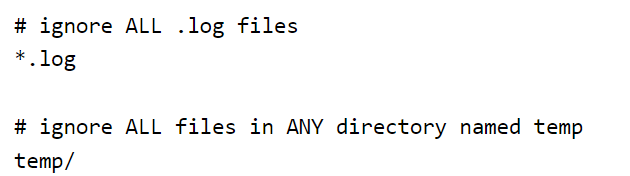 # ignore ALL .log files
*.log
# ignore ALL files in ANY directory named temp
temp/